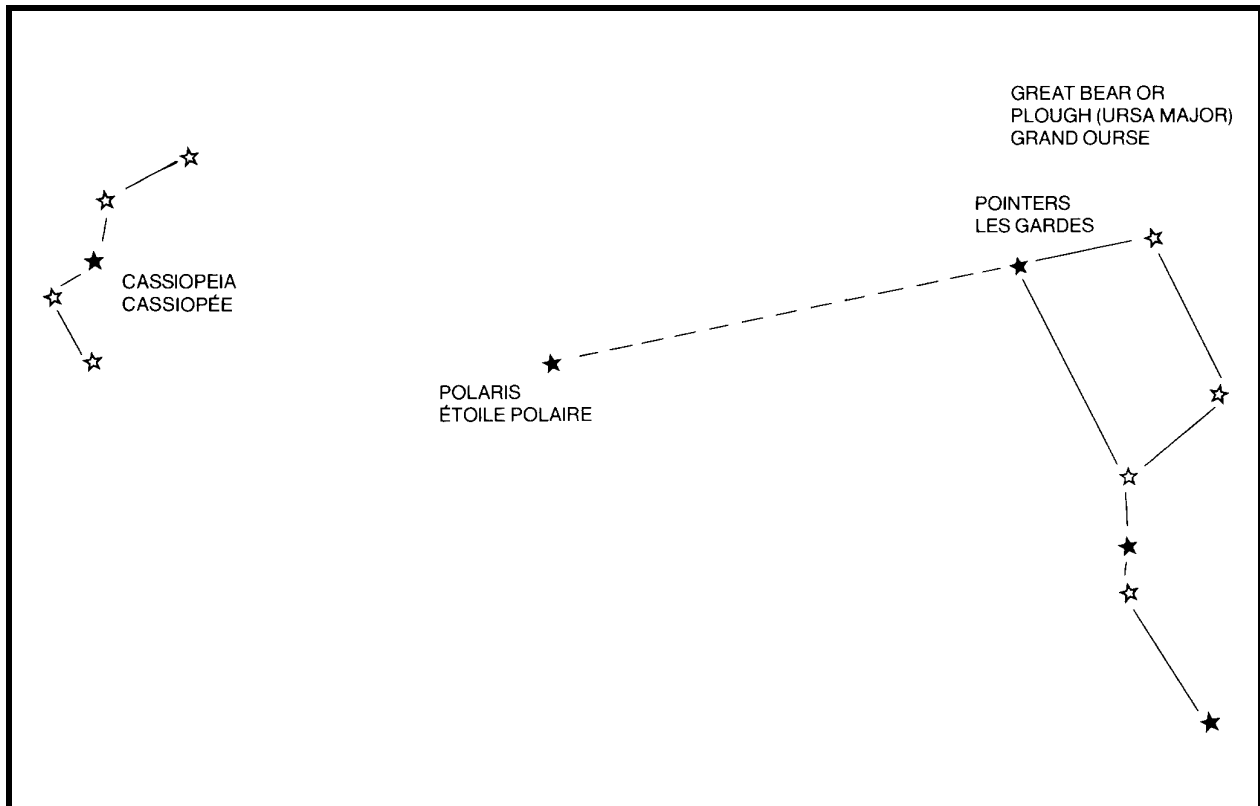 GREAT BEAR OR
PLOUGH (URSA MAJOR)
GRAND OURSE
POINTERS
LES GARDES
CASSIOPEIA
CASSIOPÉE
POLARIS
ÉTOILE POLAIRE